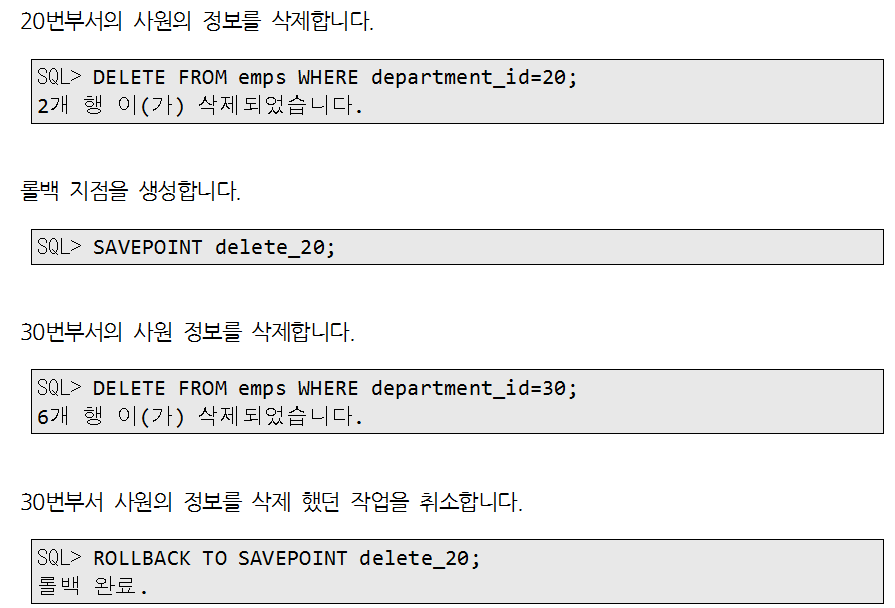 20번부서의 사원의 정보를 삭제합니다.
SQL> DELETE FROM emps WHERE department_id=20;
2개 행 이(가) 삭제되었습니다.
롤백 지점을 생성합니다.
SQL> SAVEPOINT delete_20;
30번부서의 사원 정보를 삭제합니다.
SQL> DELETE FROM emps WHERE department_id=30;
6개 행 이(가) 삭제되었습니다.
30번부서 사원의 정보를 삭제 했던 작업을 취소합니다.
SQL> ROLLBACK TO SAVEPOINT delete_20;
롤백 완료.